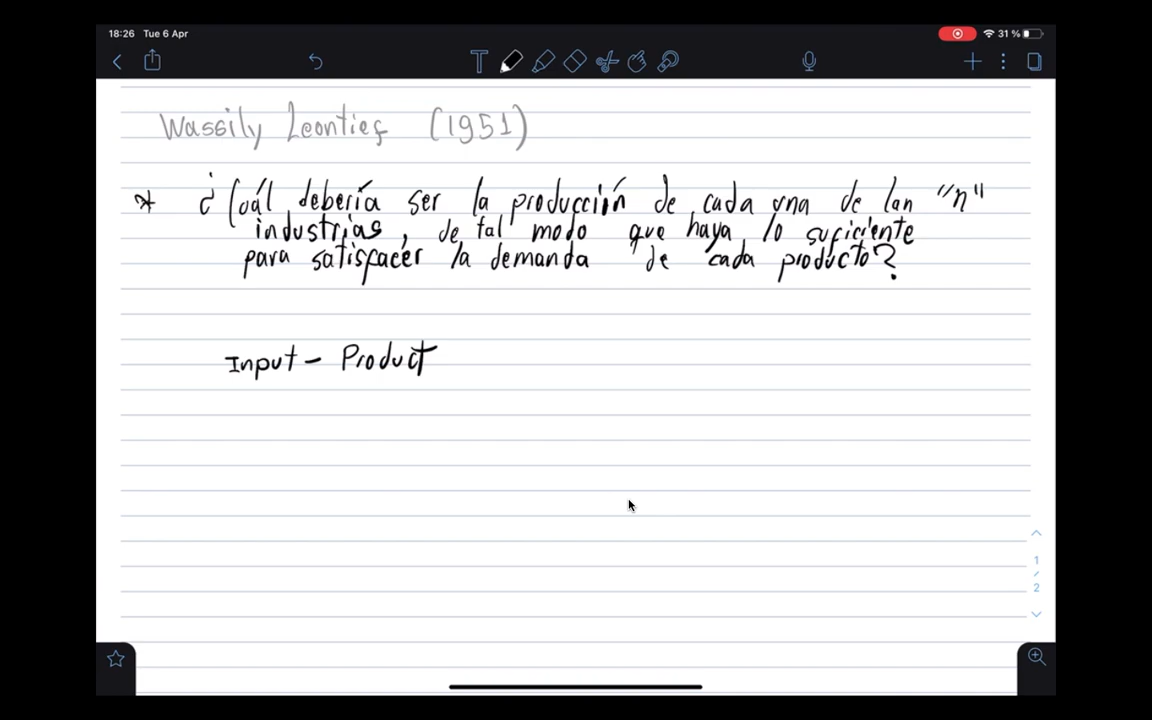 18:26 Tue 6 Apr 31 %
Wassily Leontief (1951)
* ¿Cuál debería ser la producción de cada una de lan "n"
industrias, de tal modo que haya lo suficiente
para satisfacer la demanda de cada producto?
Input - Product
1
/
2